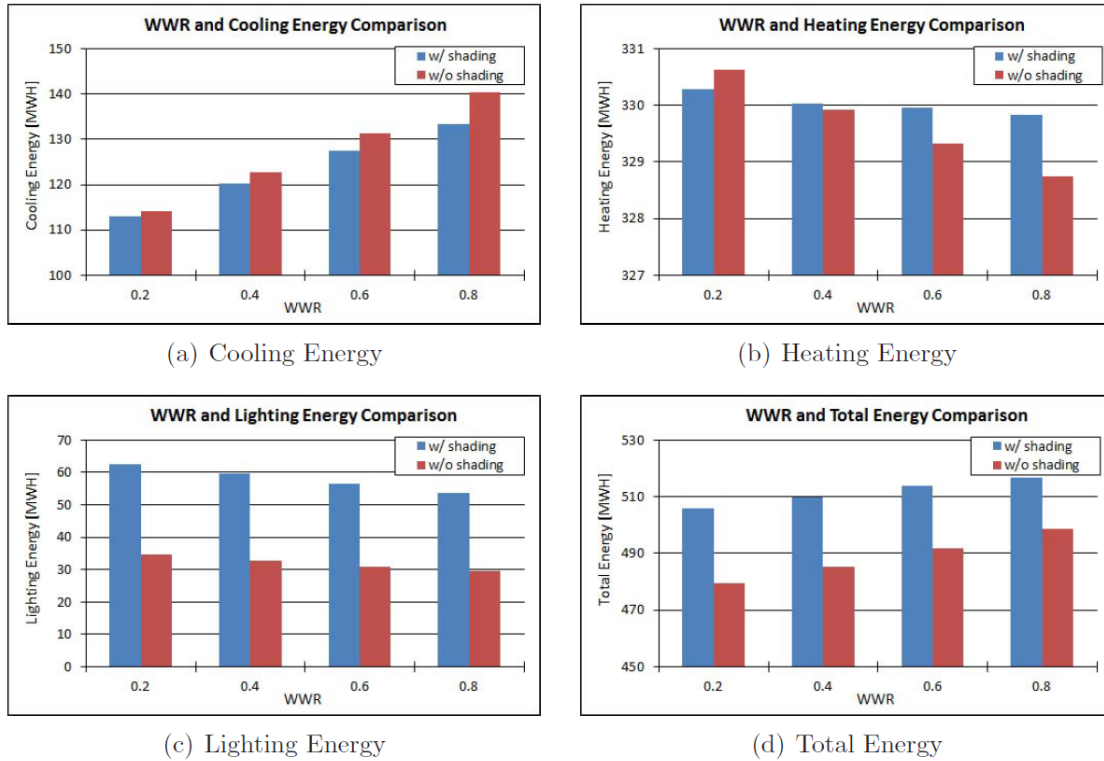 WWR and Cooling Energy Comparison
w/ shading
w/o shading
Cooling Energy [MWH]
150
140
130
120
110
100
0.2 0.4 0.6 0.8
WWR
(a) Cooling Energy
WWR and Heating Energy Comparison
w/ shading
w/o shading
Heating Energy [MWH]
331
330
329
328
327
0.2 0.4 0.6 0.8
WWR
(b) Heating Energy
WWR and Lighting Energy Comparison
w/ shading
w/o shading
Lighting Energy [MWH]
70
60
50
40
30
20
10
0
0.2 0.4 0.6 0.8
WWR
(c) Lighting Energy
WWR and Total Energy Comparison
w/ shading
w/o shading
Total Energy [MWH]
530
510
490
470
450
0.2 0.4 0.6 0.8
WWR
(d) Total Energy